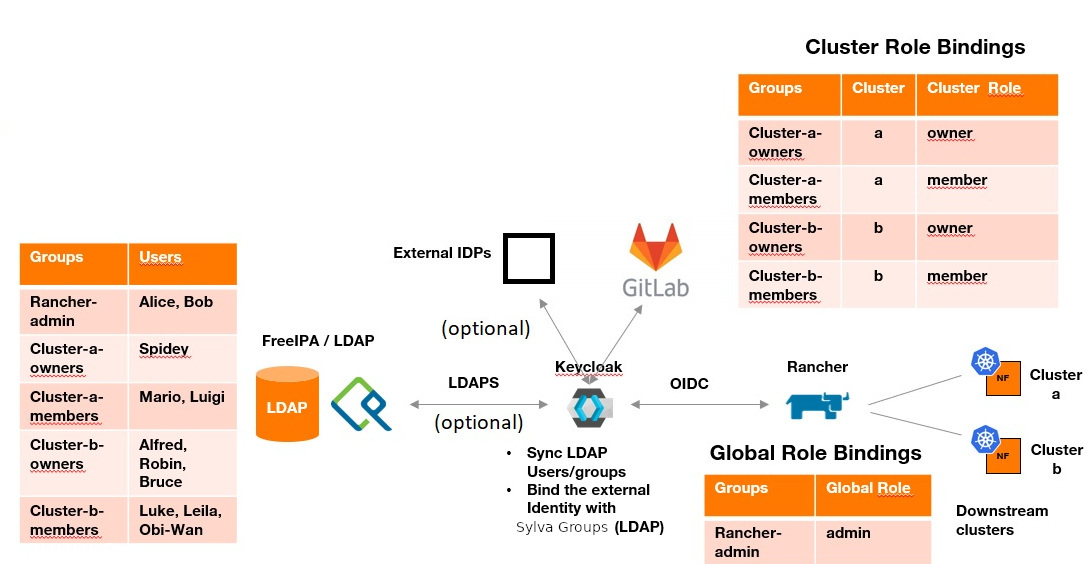 Cluster Role Bindings
Groups Cluster Cluster Role
Cluster-a-
owners a owner
Cluster-a-
members a member
Cluster-b-
owners b owner
Cluster-b-
members b member
Groups Users
Rancher-
admin Alice, Bob
Cluster-a-
owners Spidey
Cluster-a-
members Mario, Luigi
Cluster-b-
owners Alfred,
Robin,
Bruce
Cluster-b-
members Luke, Leila,
Obi-Wan
FreeIPA / LDAP
LDAP
External IDPs
GitLab
(optional)
LDAPS
(optional)
Keycloak
• Sync LDAP
Users/groups
• Bind the external
Identity with
Sylva Groups (LDAP)
OIDC
Rancher
NF
Cluster
a
NF
Cluster
b
Downstream
clusters
Global Role Bindings
Groups Global Role
Rancher-
admin admin